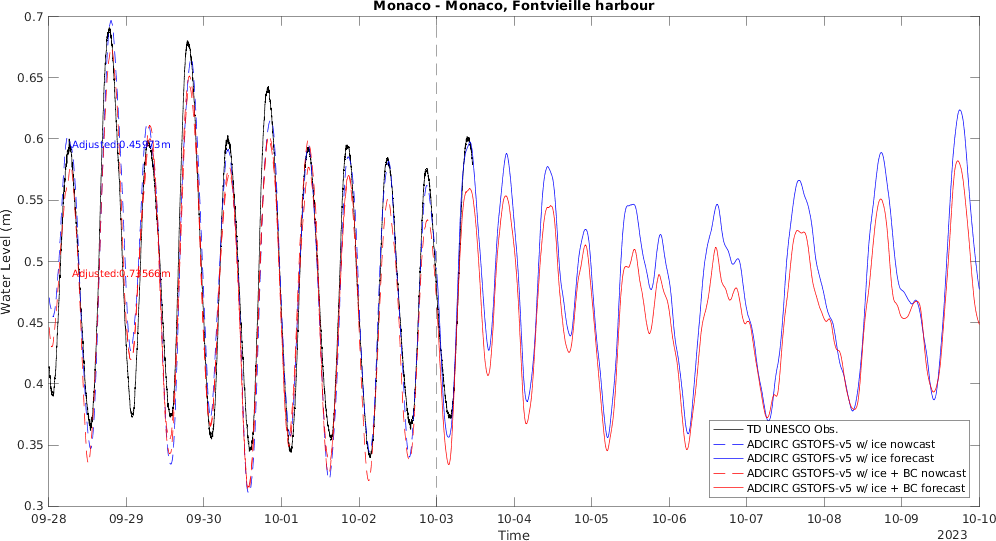 Monaco - Monaco, Fontvieille harbour
0.7
0.65
0.6
0.55
0.5
0.45
0.4
0.35
0.3
Water Level (m)
Adjusted:0.45973m
Adjusted:0.73566m
TD UNESCO Obs.
ADCIRC GSTOFS-v5 w/ ice nowcast
ADCIRC GSTOFS-v5 w/ ice forecast
ADCIRC GSTOFS-v5 w/ ice + BC nowcast
ADCIRC GSTOFS-v5 w/ ice + BC forecast
09-28 09-29 09-30 10-01 10-02 10-03 10-04 10-05 10-06 10-07 10-08 10-09 10-10
Time
2023